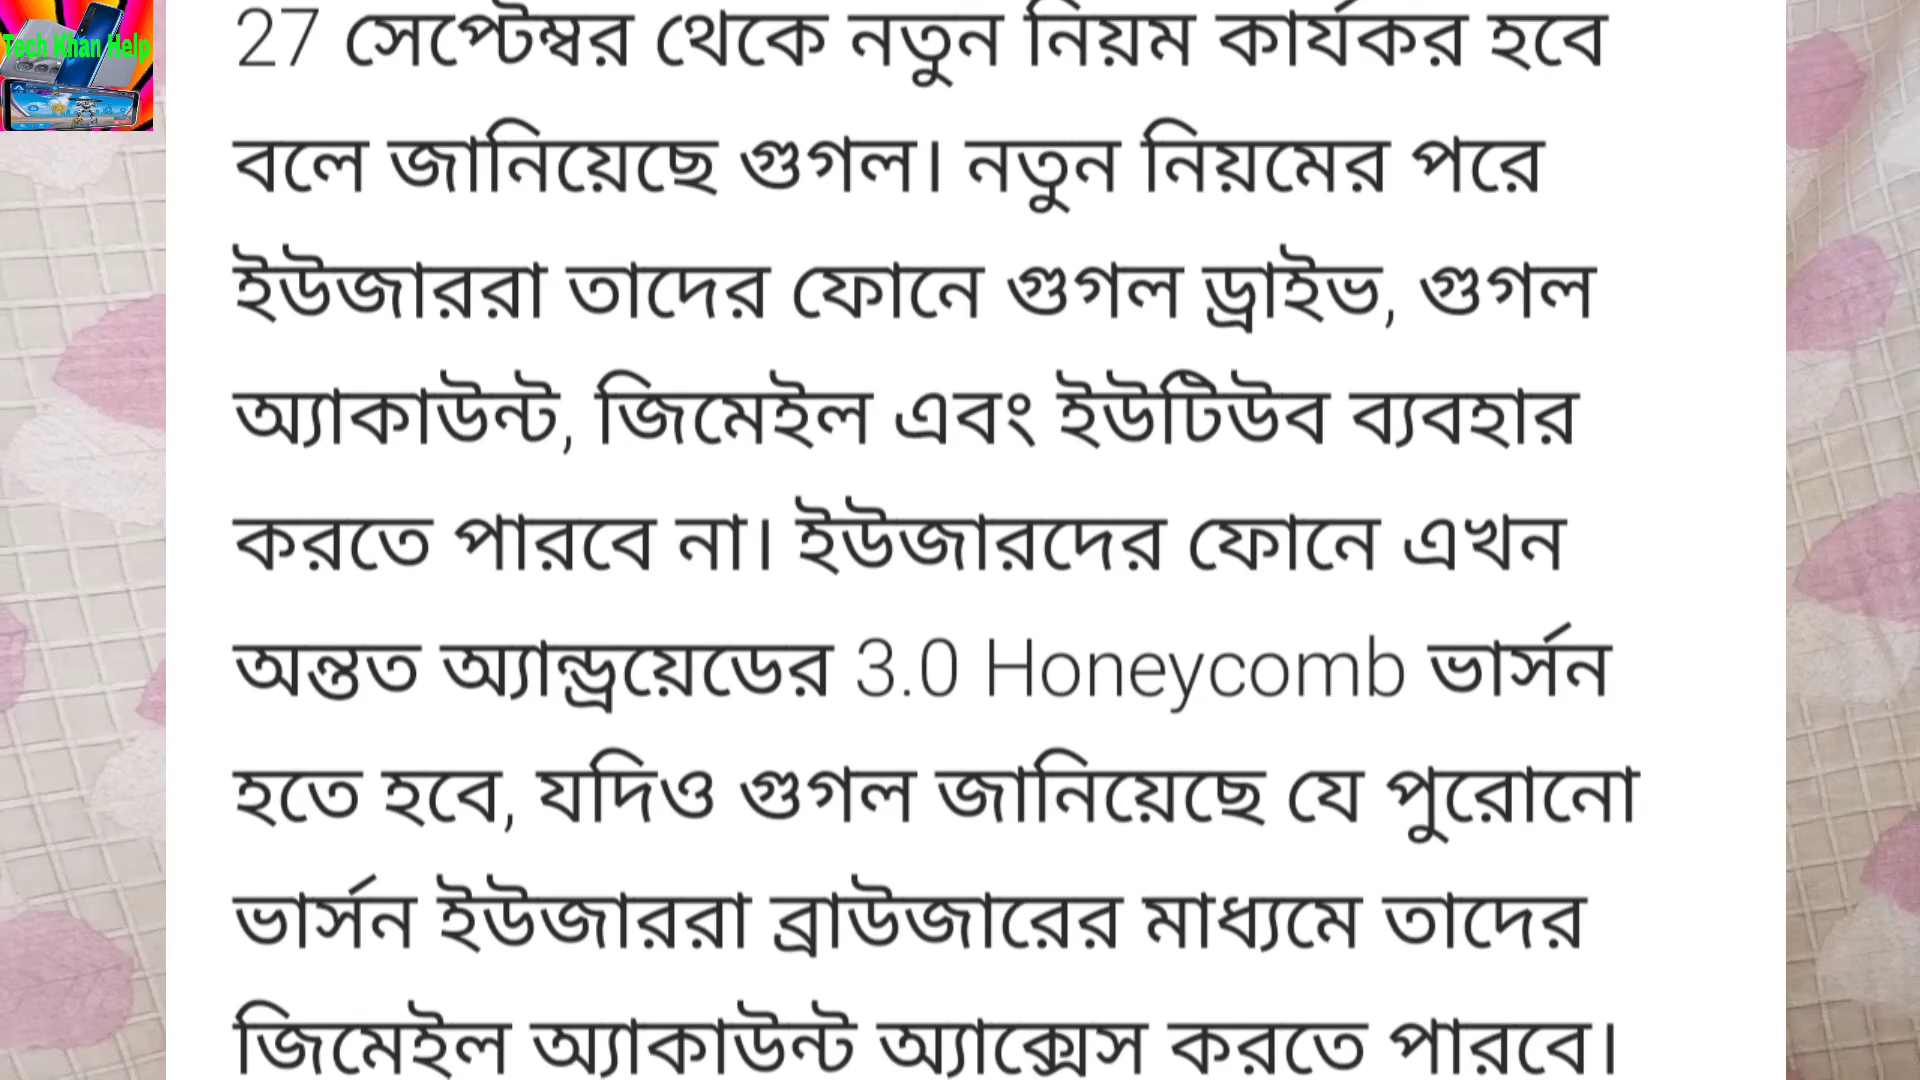 Tech Khan Help
27 সেপ্টেম্বর থেকে নতুন নিয়ম কার্যকর হবে
বলে জানিয়েছে গুগল। নতুন নিয়মের পরে
ইউজাররা তাদের ফোনে গুগল ড্রাইভ, গুগল
অ্যাকাউন্ট, জিমেইল এবং ইউটিউব ব্যবহার
করতে পারবে না। ইউজারদের ফোনে এখন
অন্তত অ্যান্ড্রয়েডের 3.0 Honeycomb ভার্সন
হতে হবে, যদিও গুগল জানিয়েছে যে পুরোনো
ভার্সন ইউজাররা ব্রাউজারের মাধ্যমে তাদের
জিমেইল অ্যাকাউন্ট অ্যাক্সেস করতে পারবে।